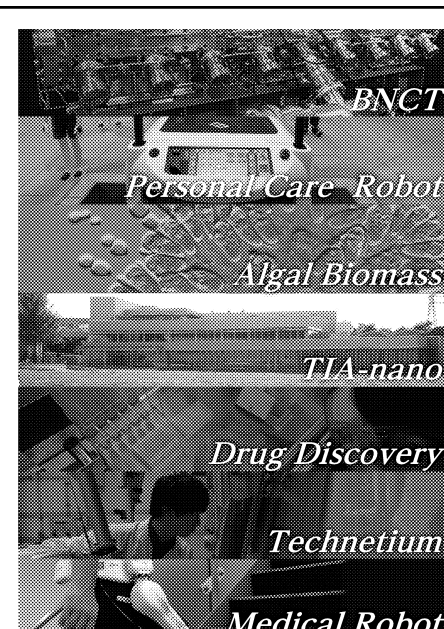 BNCT
Personal Care Robot
Algal Biomass
TIA-nano
Drug Discovery
Technetium
Medical Robot